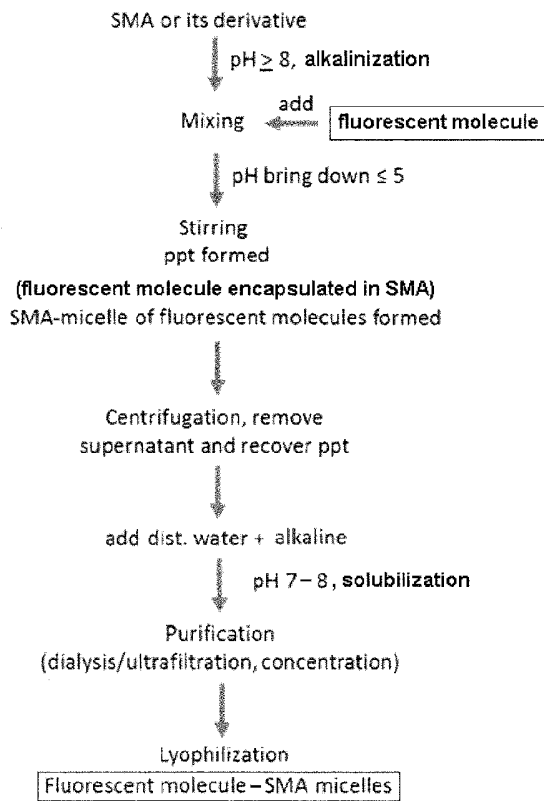 SMA or its derivative
pH ≥ 8, alkalinization
add
Mixing
fluorescent molecule
pH bring down ≤ 5
Stirring
ppt formed
(fluorescent molecule encapsulated in SMA)
SMA-micelle of fluorescent molecules formed
Centrifugation, remove
supernatant and recover ppt
add dist. water + alkaline
pH 7–8, solubilization
Purification
(dialysis/ultrafiltration, concentration)
Lyophilization
Fluorescent molecule–SMA micelles